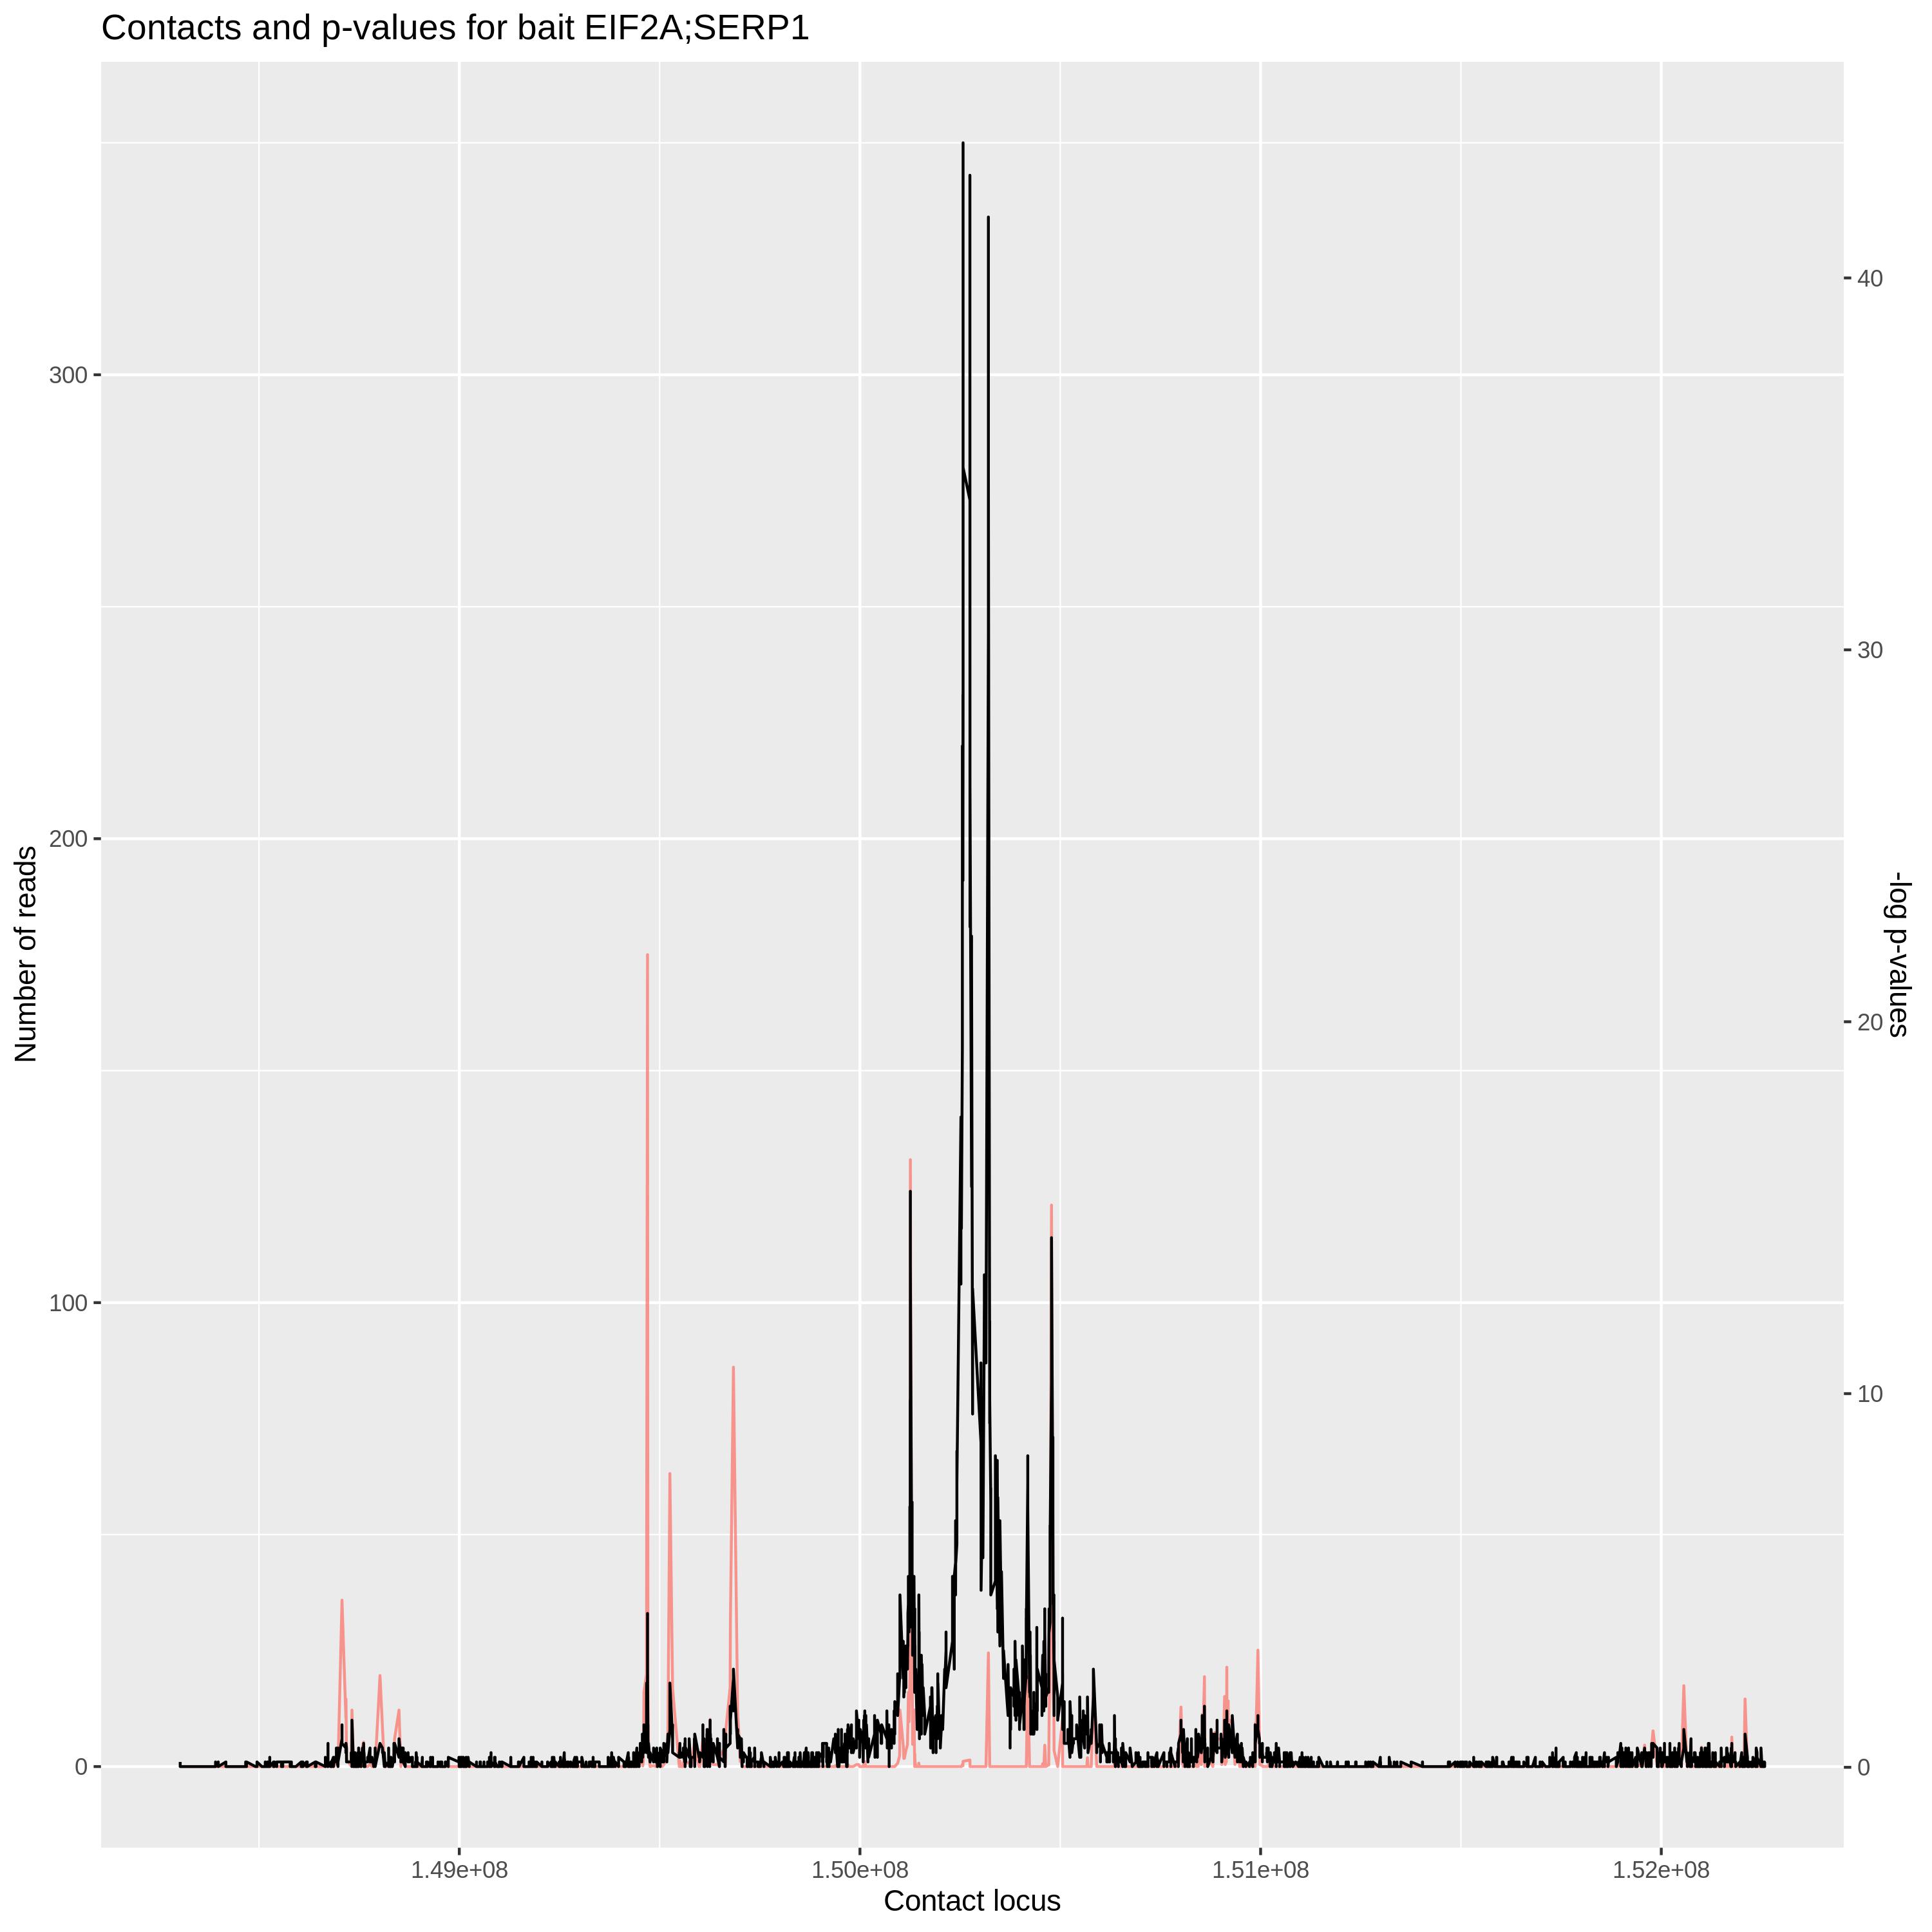 Contacts and p-values for bait EIF2A;SERP1
Number of reads
300
200
100
0
40
30
20
10
0
-log p-values
1.49e+08
1.50e+08
1.51e+08
1.52e+08
Contact locus